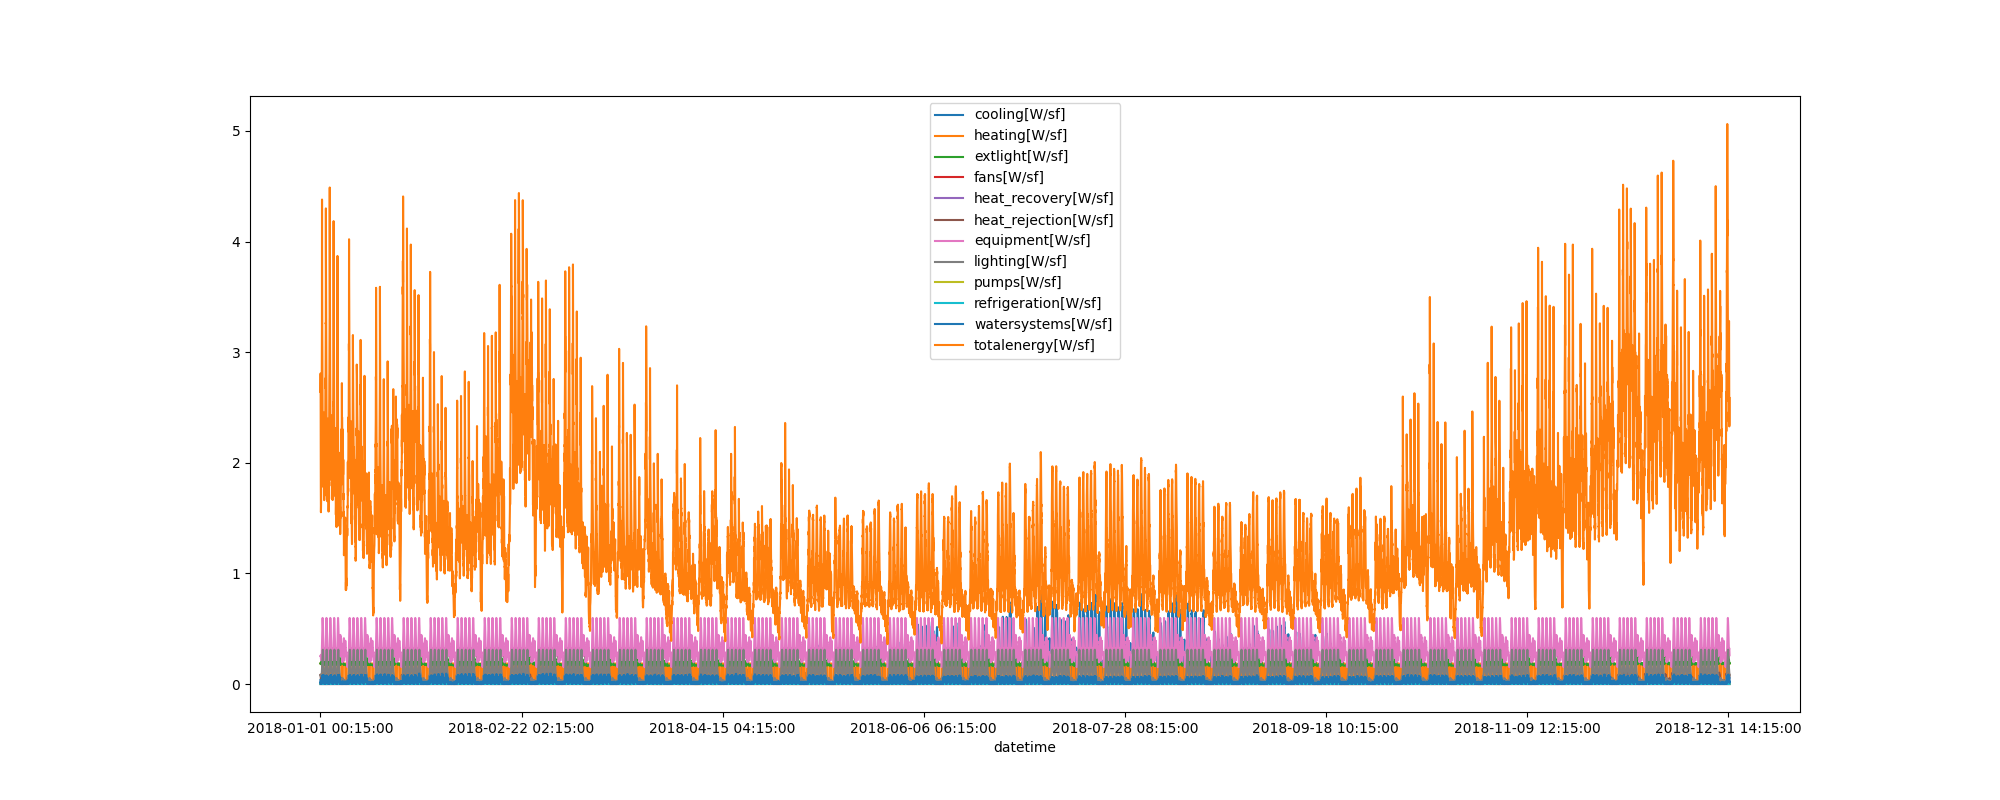 cooling[W/sf]
heating[W/sf]
extlight[W/sf]
fans[W/sf]
heat_recovery[W/sf]
heat_rejection[W/sf]
equipment[W/sf]
lighting[W/sf]
pumps[W/sf]
refrigeration[W/sf]
watersystems[W/sf]
totalenergy[W/sf]
5
4
3
2
1
0
2018-01-01 00:15:00 2018-02-22 02:15:00 2018-04-15 04:15:00 2018-06-06 06:15:00 2018-07-28 08:15:00 2018-09-18 10:15:00 2018-11-09 12:15:00 2018-12-31 14:15:00
datetime